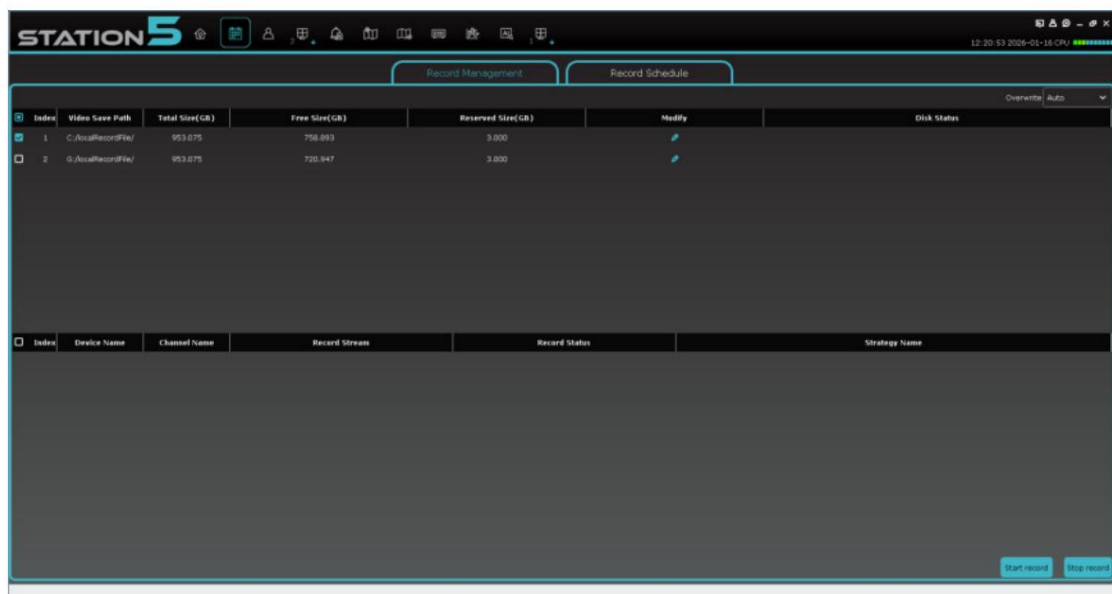 STATION5
12:20:53 2026-01-16 CPU
Record Management Record Schedule
Overwrite Auto
Index Video Save Path Total Size(GB) Free Size(GB) Reserved Size(GB) Modify Disk Status
1 C:/localRecordFile/ 953.075 758.893 3.000
2 G:/localRecordFile/ 953.075 720.947 3.000
Index Device Name Channel Name Record Stream Record Status Strategy Name
Start record Stop record